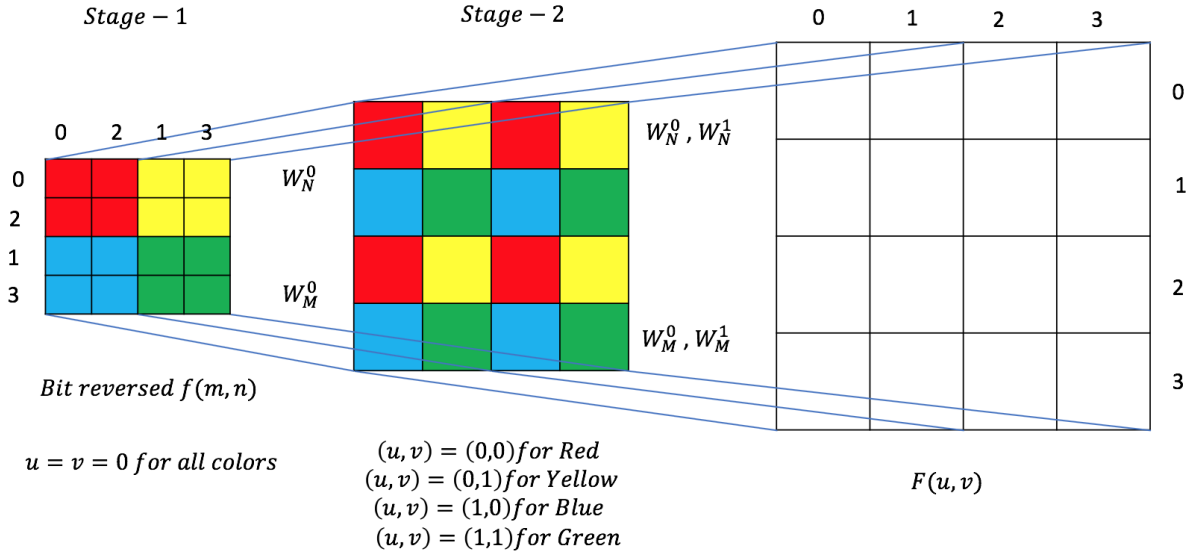 Stage − 1
Stage − 2
0 1 2 3
0
1
2
3
0 2 1 3
0
2
1
3
W_N^0
W_M^0
W_N^0 , W_N^1
W_M^0 , W_M^1
Bit reversed f(m, n)
u = v = 0 for all colors
(u, v) = (0,0)for Red
(u, v) = (0,1)for Yellow
(u, v) = (1,0)for Blue
(u, v) = (1,1)for Green
F(u, v)